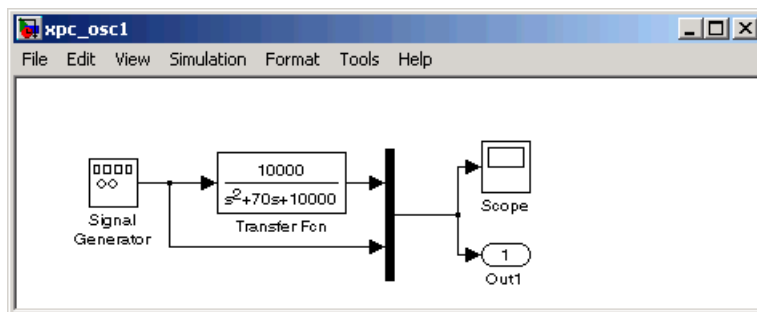 xpc_osc1
File Edit View Simulation Format Tools Help
10000
s²+70s+10000
Signal
Generator
Transfer Fcn
Scope
1
Out1